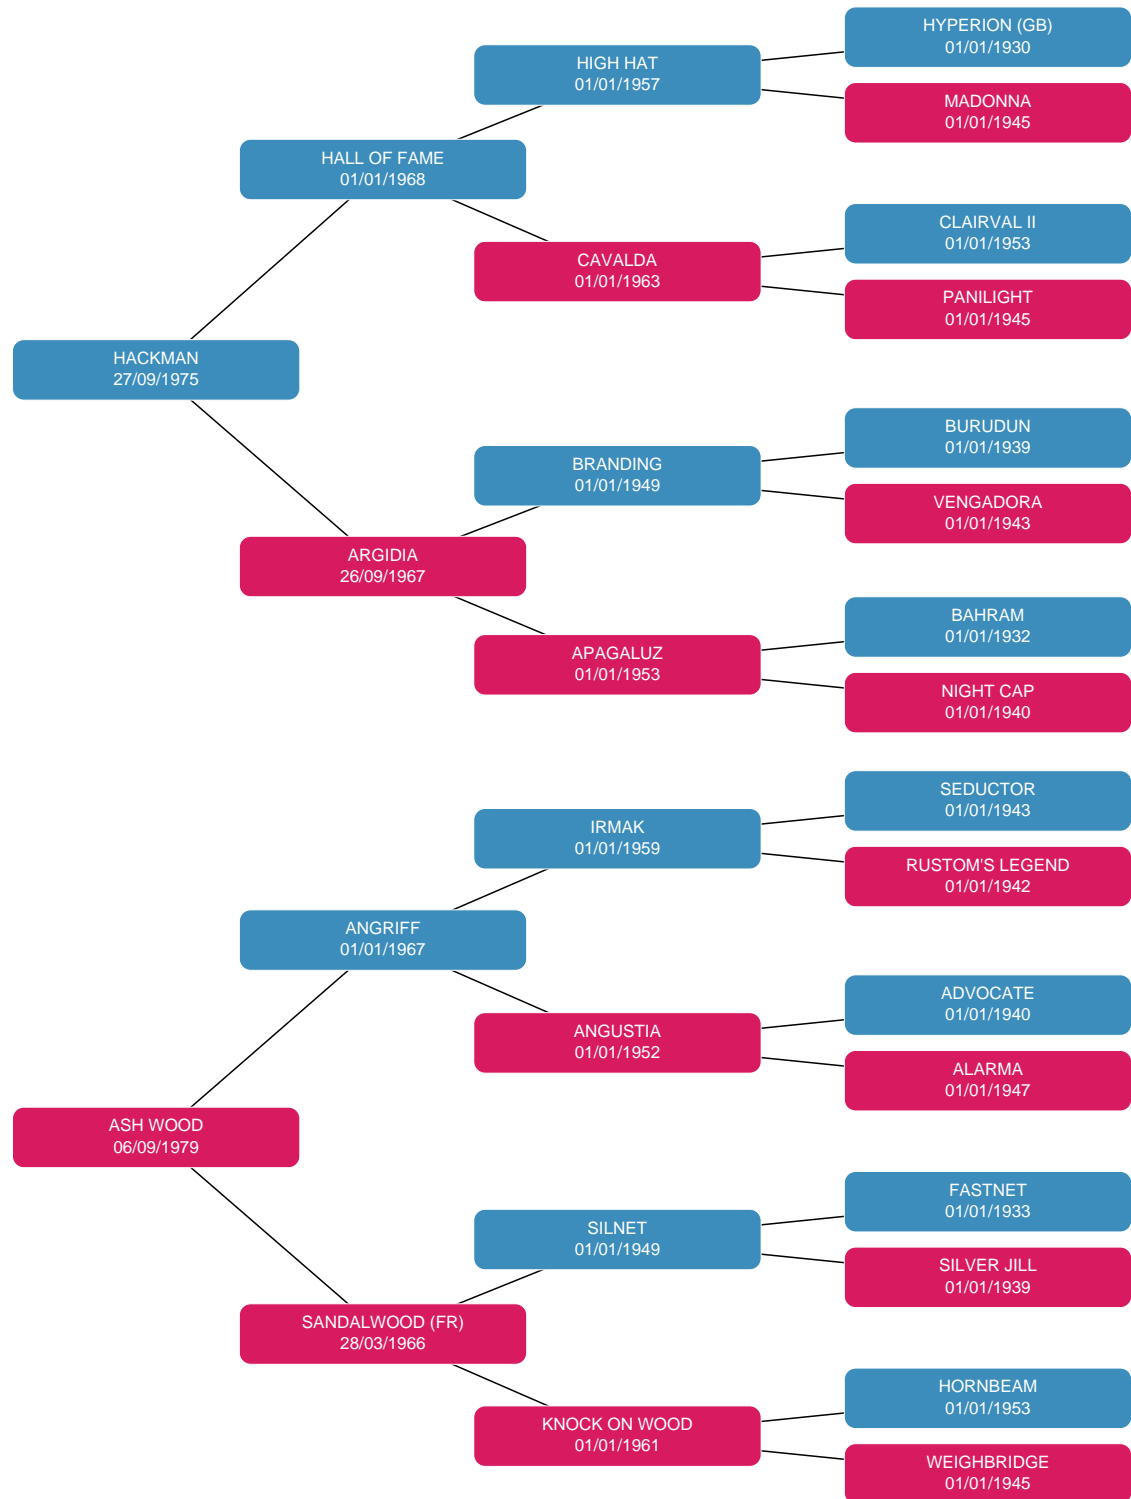 HYPERION (GB)
01/01/1930
HIGH HAT
01/01/1957
MADONNA
01/01/1945
HALL OF FAME
01/01/1968
CLAIRVAL II
01/01/1953
CAVALDA
01/01/1963
PANILIGHT
01/01/1945
HACKMAN
27/09/1975
BURUDUN
01/01/1939
BRANDING
01/01/1949
VENGADORA
01/01/1943
ARGIDIA
26/09/1967
BAHRAM
01/01/1932
APAGALUZ
01/01/1953
NIGHT CAP
01/01/1940
SEDUCTOR
01/01/1943
IRMAK
01/01/1959
RUSTOM'S LEGEND
01/01/1942
ANGRIFF
01/01/1967
ADVOCATE
01/01/1940
ANGUSTIA
01/01/1952
ALARMA
01/01/1947
ASH WOOD
06/09/1979
FASTNET
01/01/1933
SILNET
01/01/1949
SILVER JILL
01/01/1939
SANDALWOOD (FR)
28/03/1966
HORNBEAM
01/01/1953
KNOCK ON WOOD
01/01/1961
WEIGHBRIDGE
01/01/1945